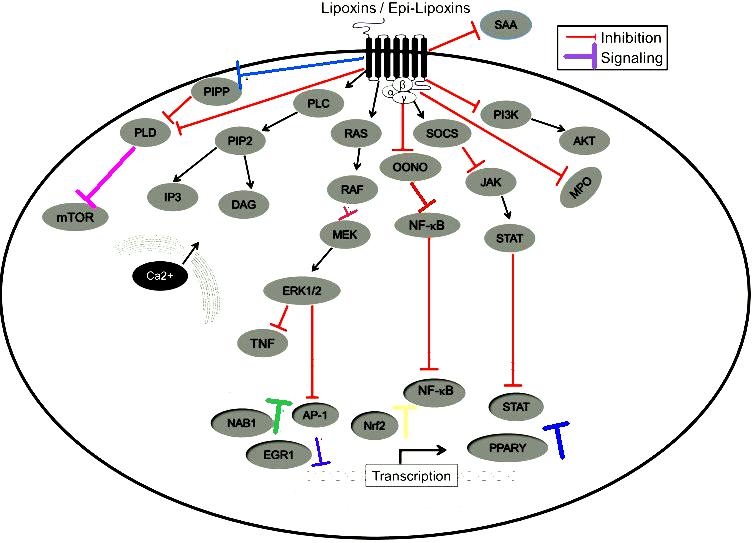 Lipoxins / Epi-Lipoxins
SAA
Inhibition
Signaling
PIPP
PLC
PI3K
β
α
γ
PLD
PIP2
RAS
SOCS
AKT
OONO
IP3
DAG
RAF
JAK
MPO
mTOR
MEK
NF-κB
STAT
Ca2+
ERK1/2
TNF
NF-κB
NAB1
AP-1
Nrf2
STAT
EGR1
PPARY
Transcription